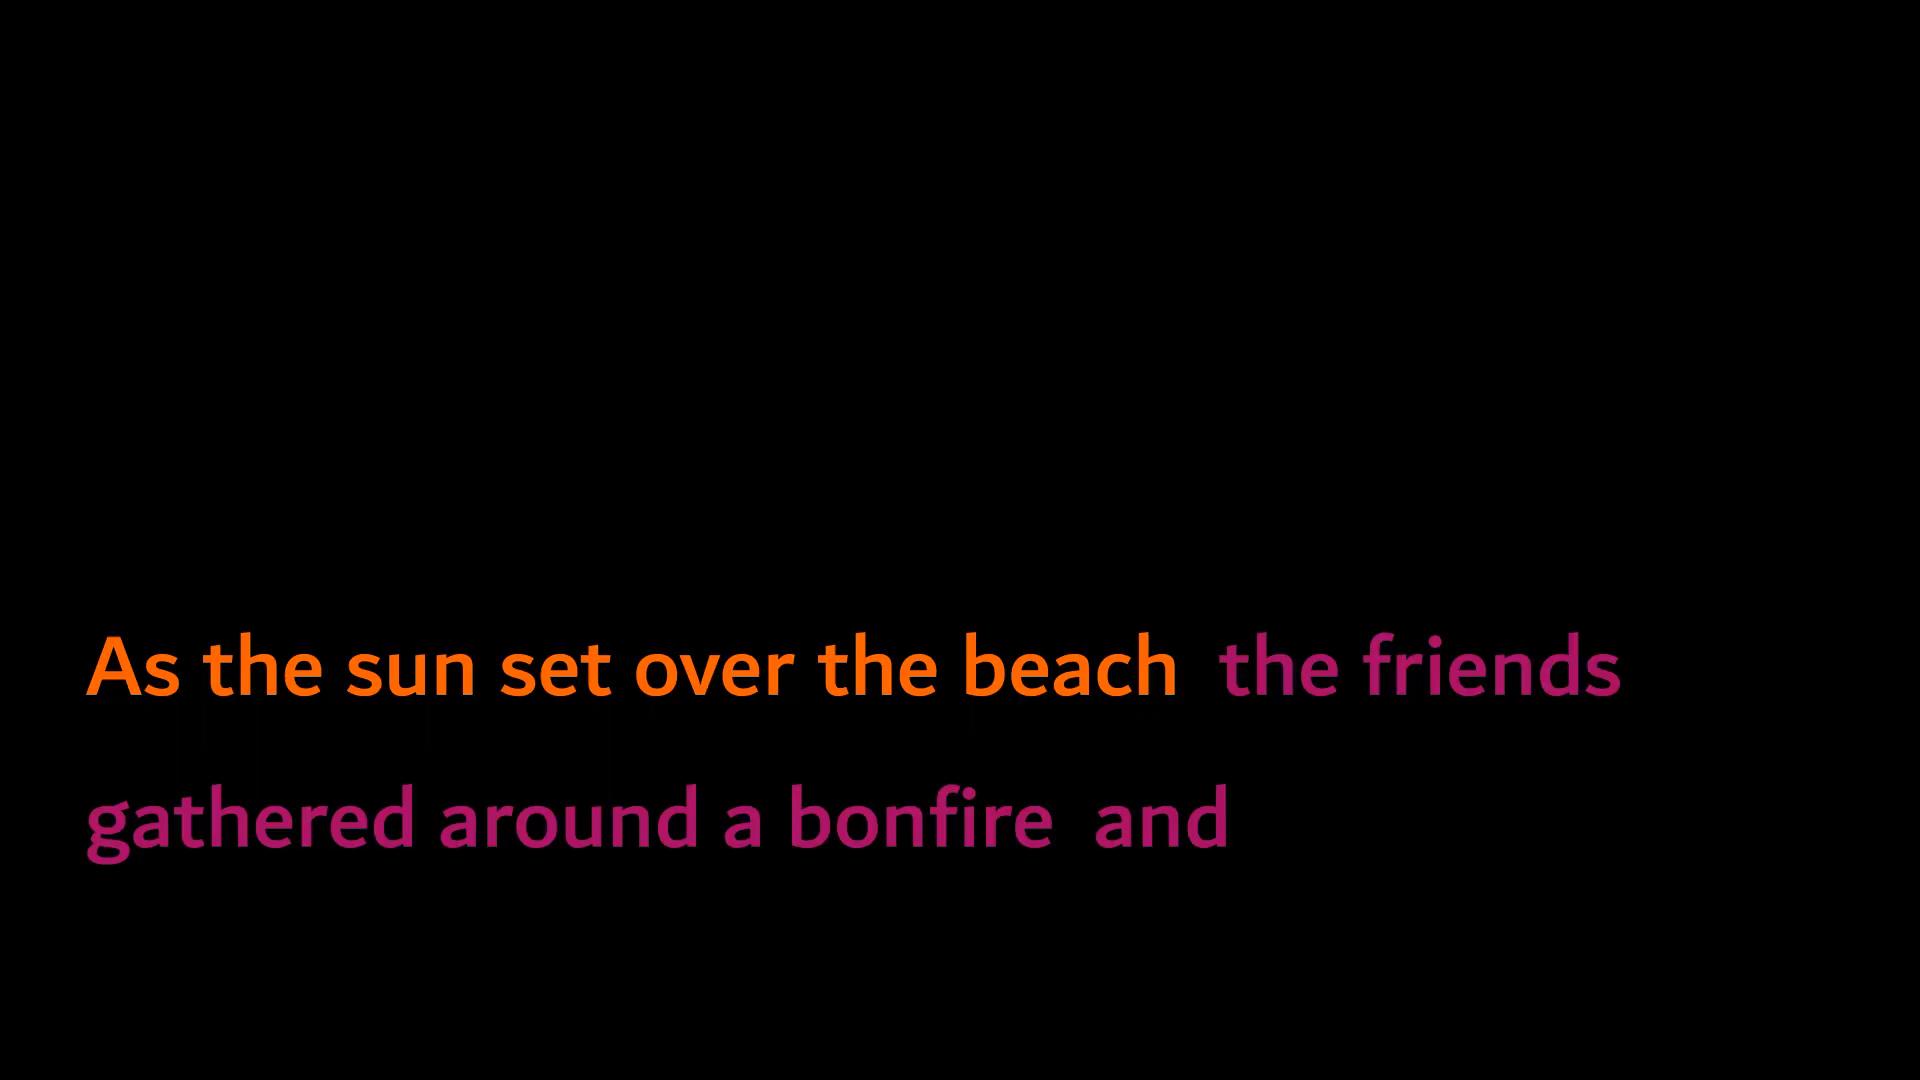 As the sun set over the beach the friends
gathered around a bonfire and